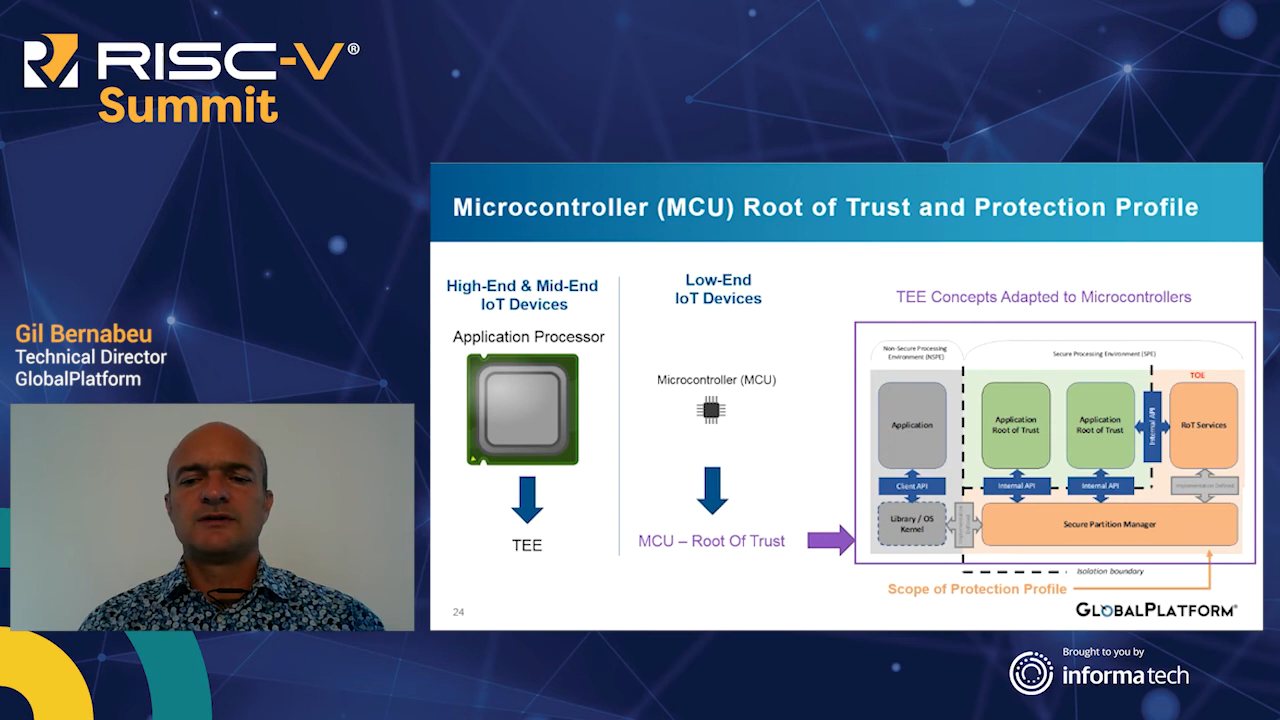 RISC-V®
Summit
Gil Bernabeu
Technical Director
GlobalPlatform
Microcontroller (MCU) Root of Trust and Protection Profile
High-End & Mid-End
IoT Devices
Application Processor
TEE
Low-End
IoT Devices
Microcontroller (MCU)
MCU – Root Of Trust
TEE Concepts Adapted to Microcontrollers
Non-Secure Processing
Environment (NSPE)
Secure Processing Environment (SPE)
TOE
Application
Application
Root of Trust
Application
Root of Trust
Internal API
RoT Services
Client API
Internal API
Internal API
Implementation Defined
Library / OS
Kernel
Secure Partition Manager
Isolation boundary
Scope of Protection Profile
24
GLOBALPLATFORM®
Brought to you by
informa tech